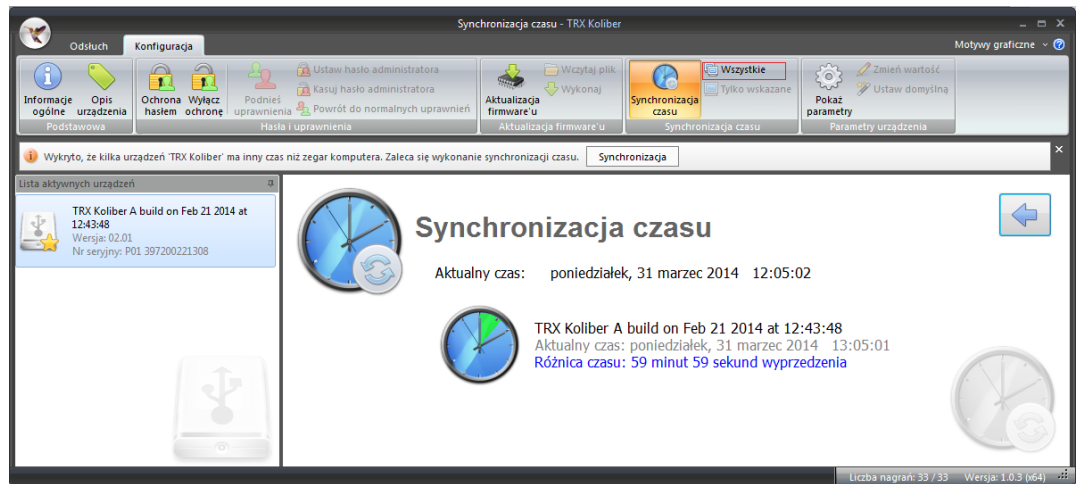 Synchronizacja czasu - TRX Koliber
Odsłuch
Konfiguracja
Motywy graficzne
Informacje ogólne
Opis urządzenia
Podstawowa
Ochrona hasłem
Wyłącz ochronę
Podnieś uprawnienia
Ustaw hasło administratora
Kasuj hasło administratora
Powrót do normalnych uprawnień
Hasła i uprawnienia
Aktualizacja firmware'u
Wczytaj plik
Wykonaj
Aktualizacja firmware'u
Synchronizacja czasu
Wszystkie
Tylko wskazane
Synchronizacja czasu
Pokaż parametry
Zmień wartość
Ustaw domyślną
Parametry urządzenia
Wykryto, że kilka urządzeń 'TRX Koliber' ma inny czas niż zegar komputera. Zaleca się wykonanie synchronizacji czasu.
Synchronizacja
Lista aktywnych urządzeń
TRX Koliber A build on Feb 21 2014 at
12:43:48
Wersja: 02.01
Nr seryjny: P01 397200221308
Synchronizacja czasu
Aktualny czas: poniedziałek, 31 marzec 2014 12:05:02
TRX Koliber A build on Feb 21 2014 at 12:43:48
Aktualny czas: poniedziałek, 31 marzec 2014 13:05:01
Różnica czasu: 59 minut 59 sekund wyprzedzenia
Liczba nagrań: 33 / 33 Wersja: 1.0.3 (x64)